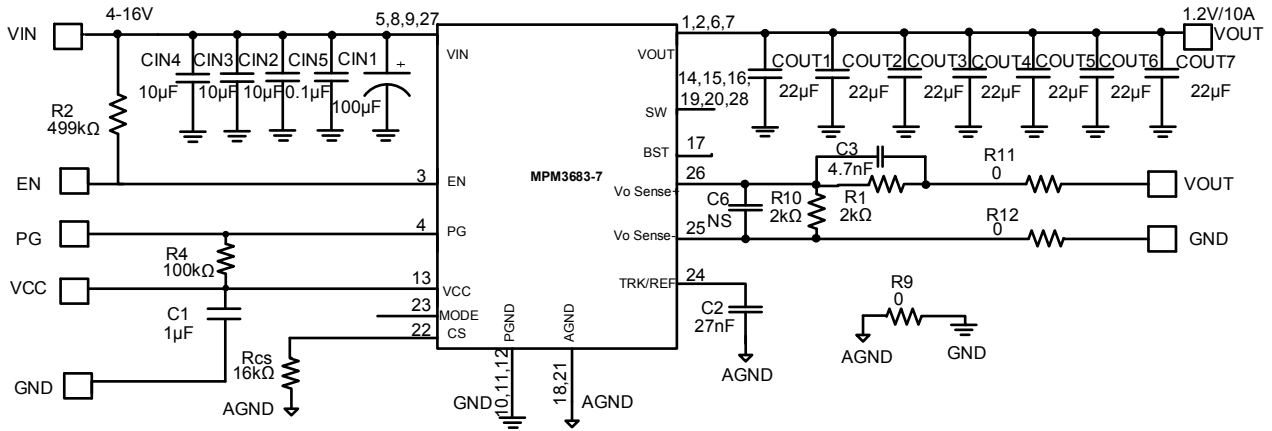 4-16V
5,8,9,27
1,2,6,7
1.2V/10A
VIN
VIN
VOUT
VOUT
CIN4
CIN3
CIN2
CIN5
CIN1
+
10µF
10µF
10µF
0.1µF
100µF
COUT1
COUT2
COUT3
COUT4
COUT5
COUT6
COUT7
22µF
22µF
22µF
22µF
22µF
22µF
22µF
14,15,16,
19,20,28
SW
R2
499kΩ
17
BST
C3
4.7nF
R11
0
MPM3683-7
EN
3
EN
26
Vo Sense+
VOUT
C6
NS
R10
2kΩ
R1
2kΩ
R12
0
PG
4
PG
25
Vo Sense-
GND
R4
100kΩ
VCC
13
VCC
24
TRK/REF
R9
0
23
MODE
C1
1µF
22
CS
PGND
AGND
C2
27nF
AGND
GND
Rcs
16kΩ
AGND
GND
AGND
GND
10,11,12
18,21
AGND